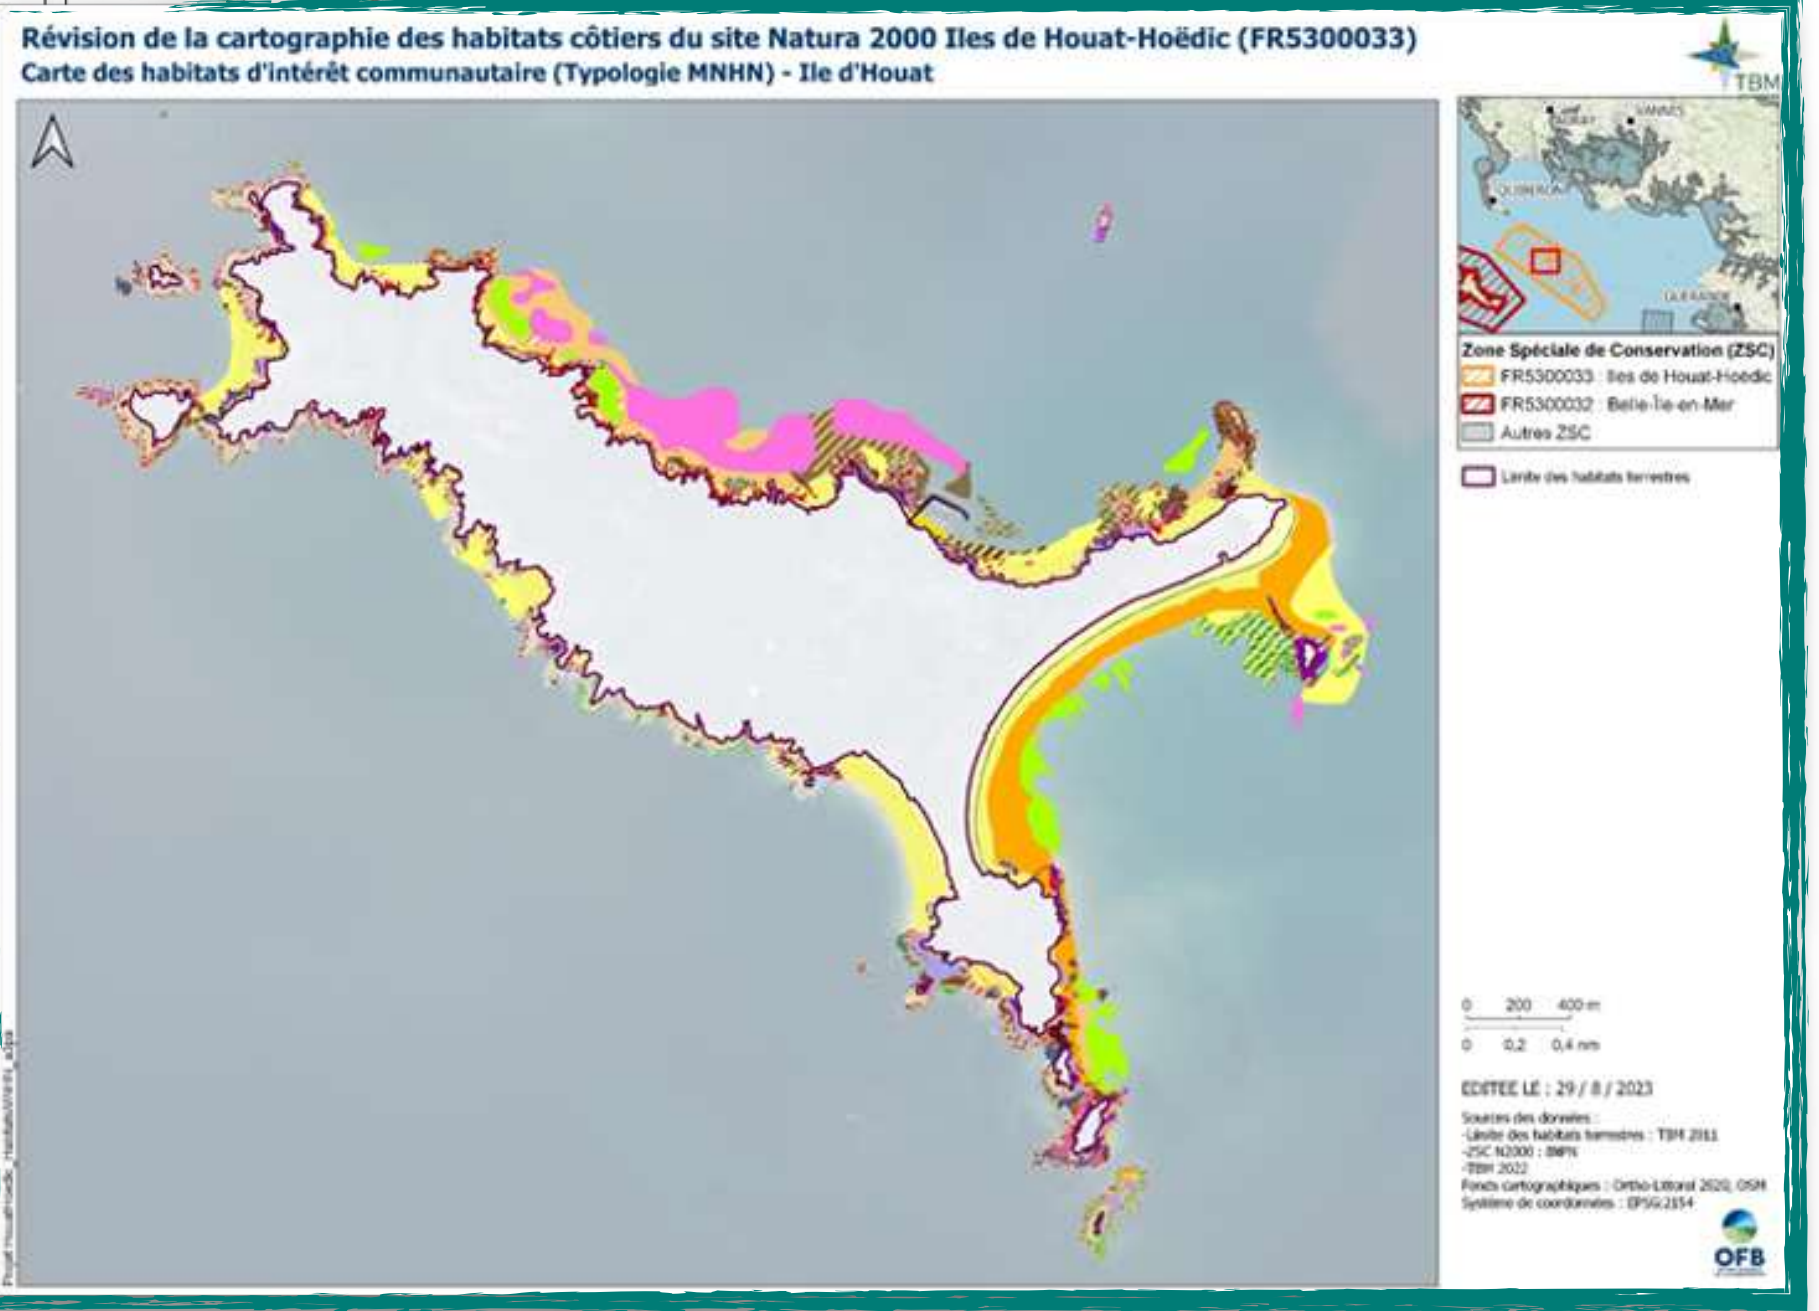 Révision de la cartographie des habitats côtiers du site Natura 2000 Iles de Houat-Hoëdic (FR5300033)
Carte des habitats d'intérêt communautaire (Typologie MNHN) - Ile d'Houat
TBM
AURAY
VANNES
QUIBERON
GUERANDE
Zone Spéciale de Conservation (ZSC)
FR5300033 : Iles de Houat-Hoëdic
FR5300032 : Belle-Île-en-Mer
Autres ZSC
Limite des habitats terrestres
0 200 400 m
0 0,2 0,4 nm
EDITEE LE : 29 / 8 / 2023
Sources des données :
-Limite des habitats terrestres : TBM 2011
-ZSC N2000 : INPN
-TBM 2022
Fonds cartographiques : Ortho-Littoral 2020, OSM
Système de coordonnées : EPSG:2154
OFB